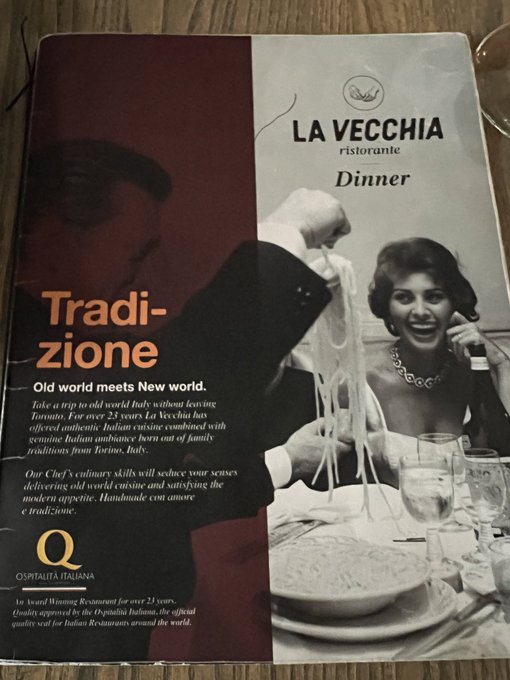 LA VECCHIA
ristorante
Dinner
Tradi-
zione
Old world meets New world.
Take a trip to old world Italy without leaving
Toronto. For over 23 years La Vecchia has
offered authentic Italian cuisine combined with
genuine Italian ambiance born out of family
traditions from Torino, Italy.
Our Chef's culinary skills will seduce your senses
delivering old world cuisine and satisfying the
modern appetite. Handmade con amore
e tradizione.
Q
OSPITALITÀ ITALIANA
An Award Winning Restaurant for over 23 years.
Quality approved by the Ospitalità Italiana, the official
quality seal for Italian Restaurants around the world.